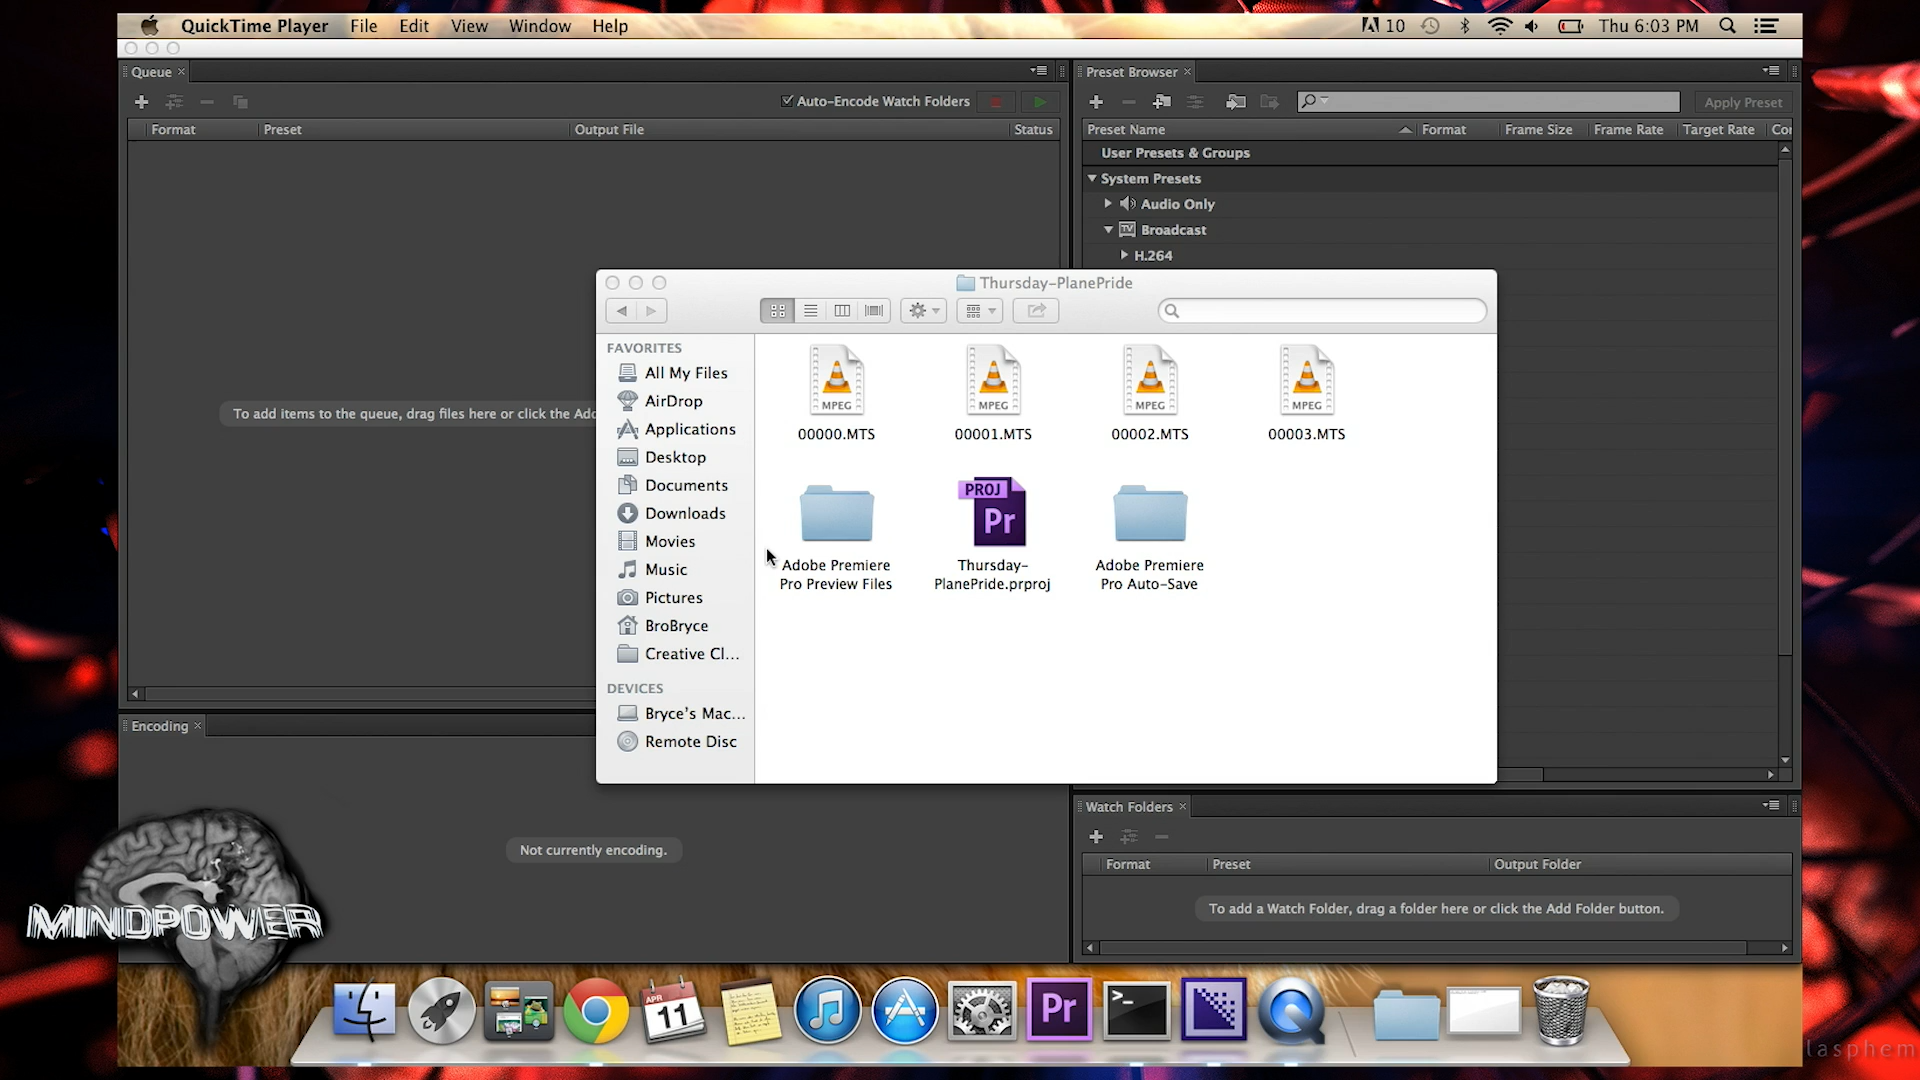 QuickTime Player File Edit View Window Help 10 Thu 6:03 PM
Queue
Auto-Encode Watch Folders
Format Preset Output File Status
To add items to the queue, drag files here or click the Add
Preset Browser
Apply Preset
Preset Name Format Frame Size Frame Rate Target Rate
User Presets & Groups
System Presets
Audio Only
TV Broadcast
H.264
Thursday-PlanePride
FAVORITES
All My Files
AirDrop
Applications
Desktop
Documents
Downloads
Movies
Music
Pictures
BroBryce
Creative Cl...
DEVICES
Bryce's Mac...
Remote Disc
MPEG MPEG MPEG MPEG
00000.MTS 00001.MTS 00002.MTS 00003.MTS
PROJ
Pr
Adobe Premiere
Pro Preview Files
Thursday-
PlanePride.prproj
Adobe Premiere
Pro Auto-Save
Encoding
Not currently encoding.
Watch Folders
Format Preset Output Folder
To add a Watch Folder, drag a folder here or click the Add Folder button.
MINDPOWER
APR
11
Pr
>_
lasphem